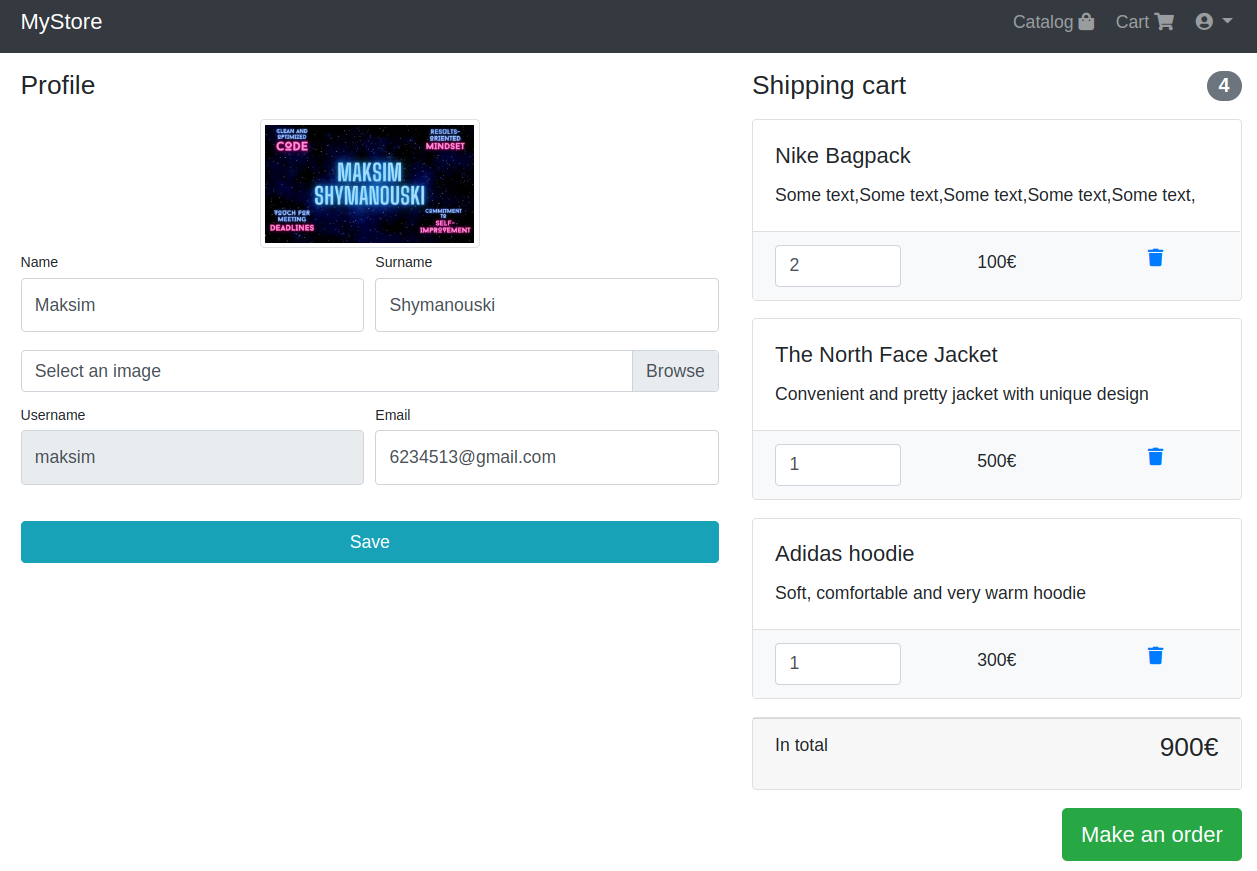 MyStore
Catalog
Cart
Profile
CLEAN AND
OPTIMIZED
CODE
RESULTS-
ORIENTED
MINDSET
MAKSIM
SHYMANOUSKI
TOUCH FOR
MEETING
DEADLINES
COMMITMENT
TO
SELF-
IMPROVEMENT
Name
Surname
Maksim
Shymanouski
Select an image
Browse
Username
Email
maksim
6234513@gmail.com
Save
Shipping cart
4
Nike Bagpack
Some text,Some text,Some text,Some text,Some text,
2
100€
The North Face Jacket
Convenient and pretty jacket with unique design
1
500€
Adidas hoodie
Soft, comfortable and very warm hoodie
1
300€
In total
900€
Make an order